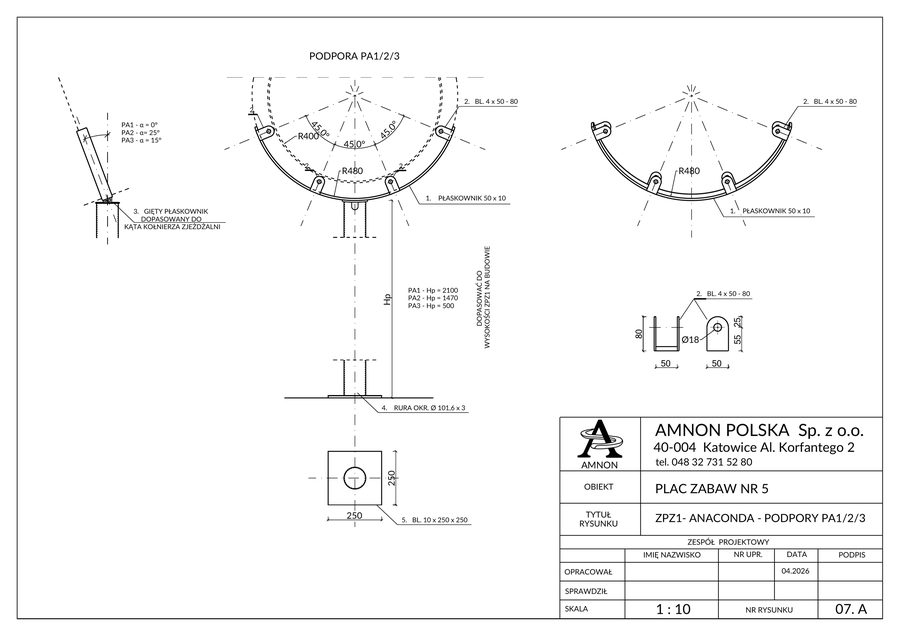 PODPORA PA1/2/3
PA1 - α = 0°
PA2 - α= 25°
PA3 - α = 15°
3. GIĘTY PŁASKOWNIK
DOPASOWANY DO
KĄTA KOŁNIERZA ZJEŻDŻALNI
2. BL. 4 x 50 - 80
45,0°
45,0°
45,0°
R400
R480
1. PŁASKOWNIK 50 x 10
2. BL. 4 x 50 - 80
R480
1. PŁASKOWNIK 50 x 10
Hp
PA1 - Hp = 2100
PA2 - Hp = 1470
PA3 - Hp = 500
DOPASOWAĆ DO
WYSOKOŚCI ZPZ1 NA BUDOWIE
2. BL. 4 x 50 - 80
80
50
Ø18
25
55
50
4. RURA OKR. Ø 101,6 x 3
250
250
5. BL. 10 x 250 x 250
AMNON
AMNON POLSKA Sp. z o.o.
40-004 Katowice Al. Korfantego 2
tel. 048 32 731 52 80
OBIEKT
PLAC ZABAW NR 5
TYTUŁ
RYSUNKU
ZPZ1- ANACONDA - PODPORY PA1/2/3
ZESPÓŁ PROJEKTOWY
IMIĘ NAZWISKO NR UPR. DATA PODPIS
OPRACOWAŁ 04.2026
SPRAWDZIŁ
SKALA 1 : 10 NR RYSUNKU 07. A